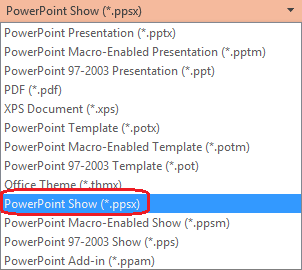 PowerPoint Show (*.ppsx)
PowerPoint Presentation (*.pptx)
PowerPoint Macro-Enabled Presentation (*.pptm)
PowerPoint 97-2003 Presentation (*.ppt)
PDF (*.pdf)
XPS Document (*.xps)
PowerPoint Template (*.potx)
PowerPoint Macro-Enabled Template (*.potm)
PowerPoint 97-2003 Template (*.pot)
Office Theme (*.thmx)
PowerPoint Show (*.ppsx)
PowerPoint Macro-Enabled Show (*.ppsm)
PowerPoint 97-2003 Show (*.pps)
PowerPoint Add-in (*.ppam)